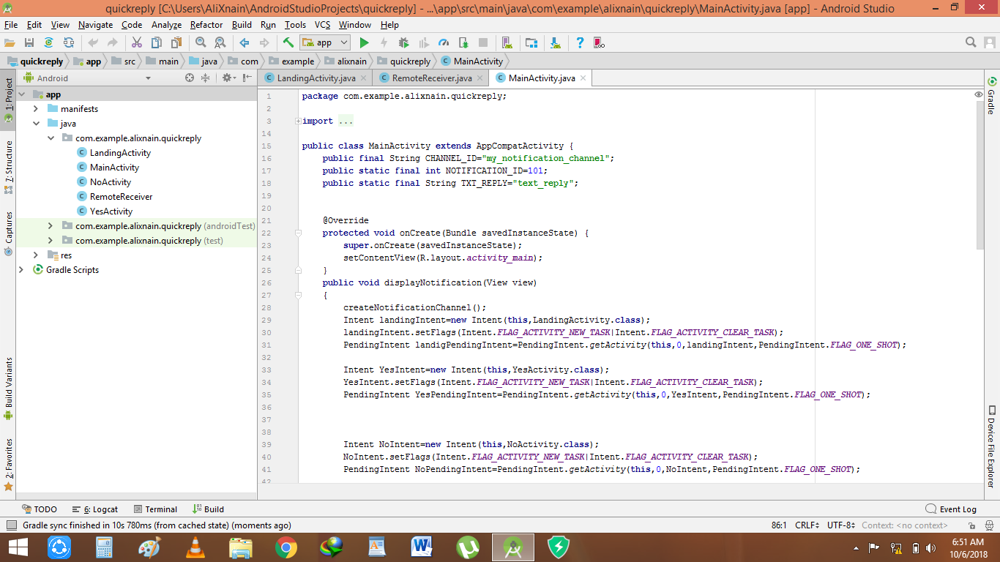 quickreply [C:\Users\AliXnain\AndroidStudioProjects\quickreply] - ...\app\src\main\java\com\example\alixnain\quickreply\MainActivity.java [app] - Android Studio
File Edit View Navigate Code Analyze Refactor Build Run Tools VCS Window Help
app
quickreply app src main java com example alixnain quickreply MainActivity
Android
LandingActivity.java RemoteReceiver.java MainActivity.java
1: Project
7: Structure
Captures
Build Variants
2: Favorites
app
manifests
java
com.example.alixnain.quickreply
LandingActivity
MainActivity
NoActivity
RemoteReceiver
YesActivity
com.example.alixnain.quickreply (androidTest)
com.example.alixnain.quickreply (test)
res
Gradle Scripts
1 package com.example.alixnain.quickreply;
2
3 import ...
14
15 public class MainActivity extends AppCompatActivity {
16 public final String CHANNEL_ID="my_notification_channel";
17 public static final int NOTIFICATION_ID=101;
18 public static final String TXT_REPLY="text_reply";
19
20
21 @Override
22 protected void onCreate(Bundle savedInstanceState) {
23 super.onCreate(savedInstanceState);
24 setContentView(R.layout.activity_main);
25 }
26 public void displayNotification(View view)
27 {
28 createNotificationChannel();
29 Intent landingIntent=new Intent(this,LandingActivity.class);
30 landingIntent.setFlags(Intent.FLAG_ACTIVITY_NEW_TASK|Intent.FLAG_ACTIVITY_CLEAR_TASK);
31 PendingIntent landigPendingIntent=PendingIntent.getActivity(this,0,landingIntent,PendingIntent.FLAG_ONE_SHOT);
32
33 Intent YesIntent=new Intent(this,YesActivity.class);
34 YesIntent.setFlags(Intent.FLAG_ACTIVITY_NEW_TASK|Intent.FLAG_ACTIVITY_CLEAR_TASK);
35 PendingIntent YesPendingIntent=PendingIntent.getActivity(this,0,YesIntent,PendingIntent.FLAG_ONE_SHOT);
36
37
38
39 Intent NoIntent=new Intent(this,NoActivity.class);
40 NoIntent.setFlags(Intent.FLAG_ACTIVITY_NEW_TASK|Intent.FLAG_ACTIVITY_CLEAR_TASK);
41 PendingIntent NoPendingIntent=PendingIntent.getActivity(this,0,NoIntent,PendingIntent.FLAG_ONE_SHOT);
42
Gradle
Device File Explorer
TODO 6: Logcat Terminal Build Event Log
Gradle sync finished in 10s 780ms (from cached state) (moments ago) 86:1 CRLF UTF-8 Context: <no context>
6:51 AM
10/6/2018